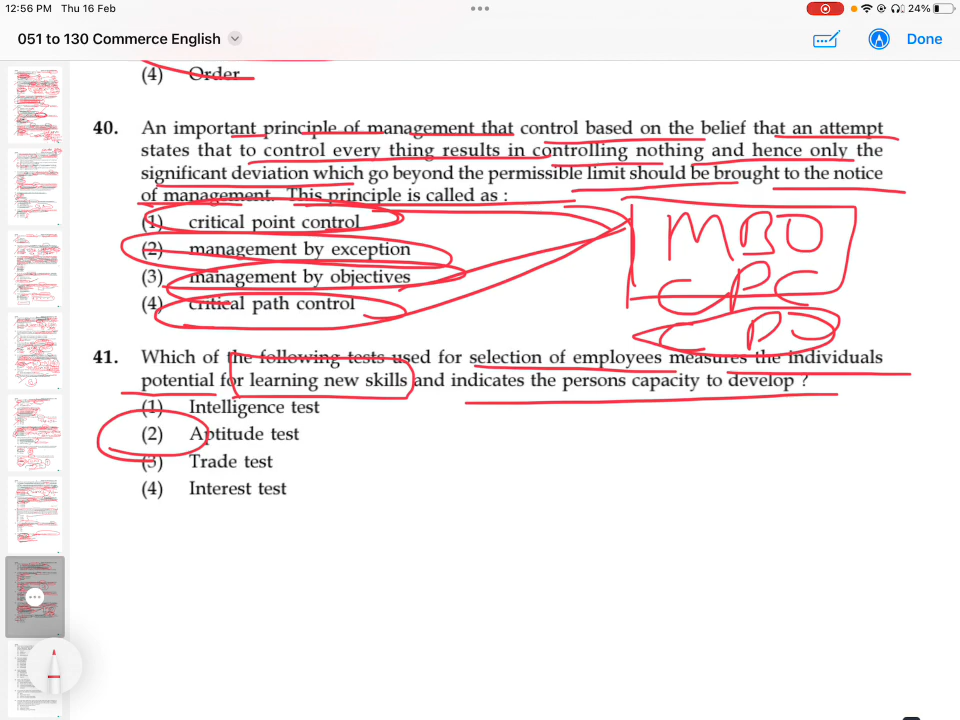 12:56 PM Thu 16 Feb
24%
051 to 130 Commerce English
Done
(4) Order
40. An important principle of management that control based on the belief that an attempt
states that to control every thing results in controlling nothing and hence only the
significant deviation which go beyond the permissible limit should be brought to the notice
of management. This principle is called as :
(1) critical point control
(2) management by exception
(3) management by objectives
(4) critical path control
MBO
CPC
CPD
41. Which of the following tests used for selection of employees measures the individuals
potential for learning new skills and indicates the persons capacity to develop ?
(1) Intelligence test
(2) Aptitude test
(3) Trade test
(4) Interest test